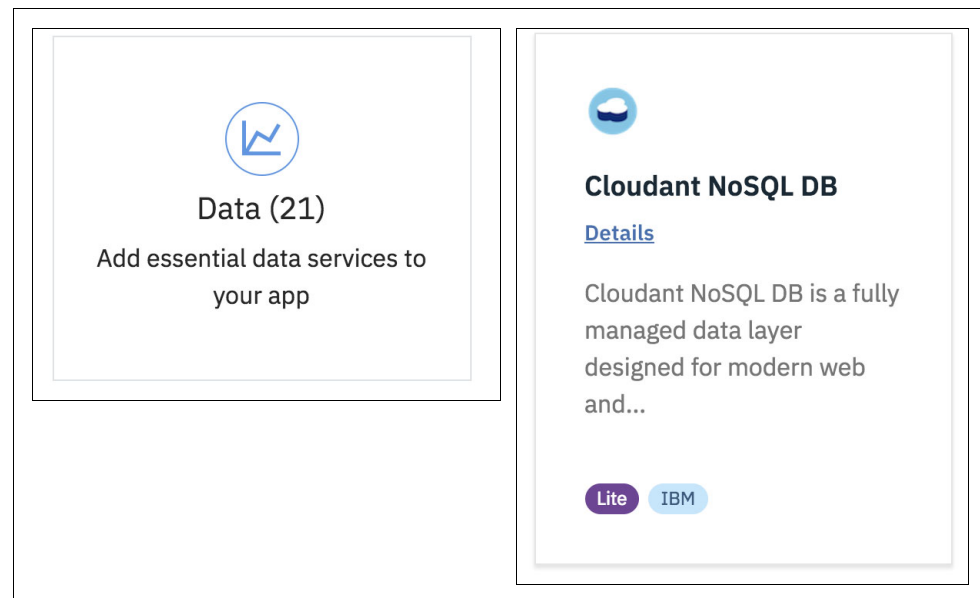 Data (21)
Add essential data services to
your app
Cloudant NoSQL DB
Details
Cloudant NoSQL DB is a fully
managed data layer
designed for modern web
and...
Lite IBM